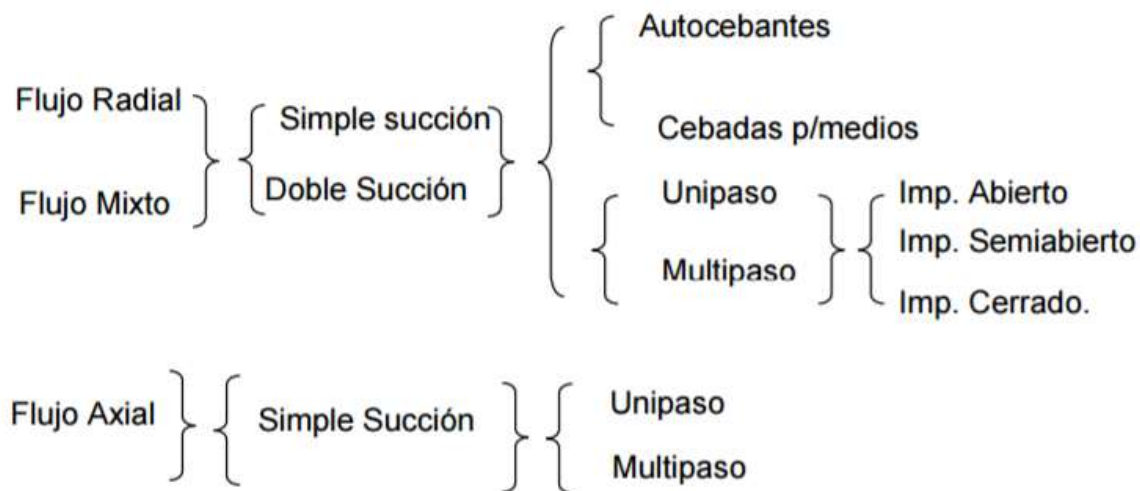 Autocebantes
Flujo Radial
Simple succión
Cebadas p/medios
Flujo Mixto
Doble Succión
Unipaso
Imp. Abierto
Imp. Semiabierto
Multipaso
Imp. Cerrado.
Flujo Axial
Simple Succión
Unipaso
Multipaso